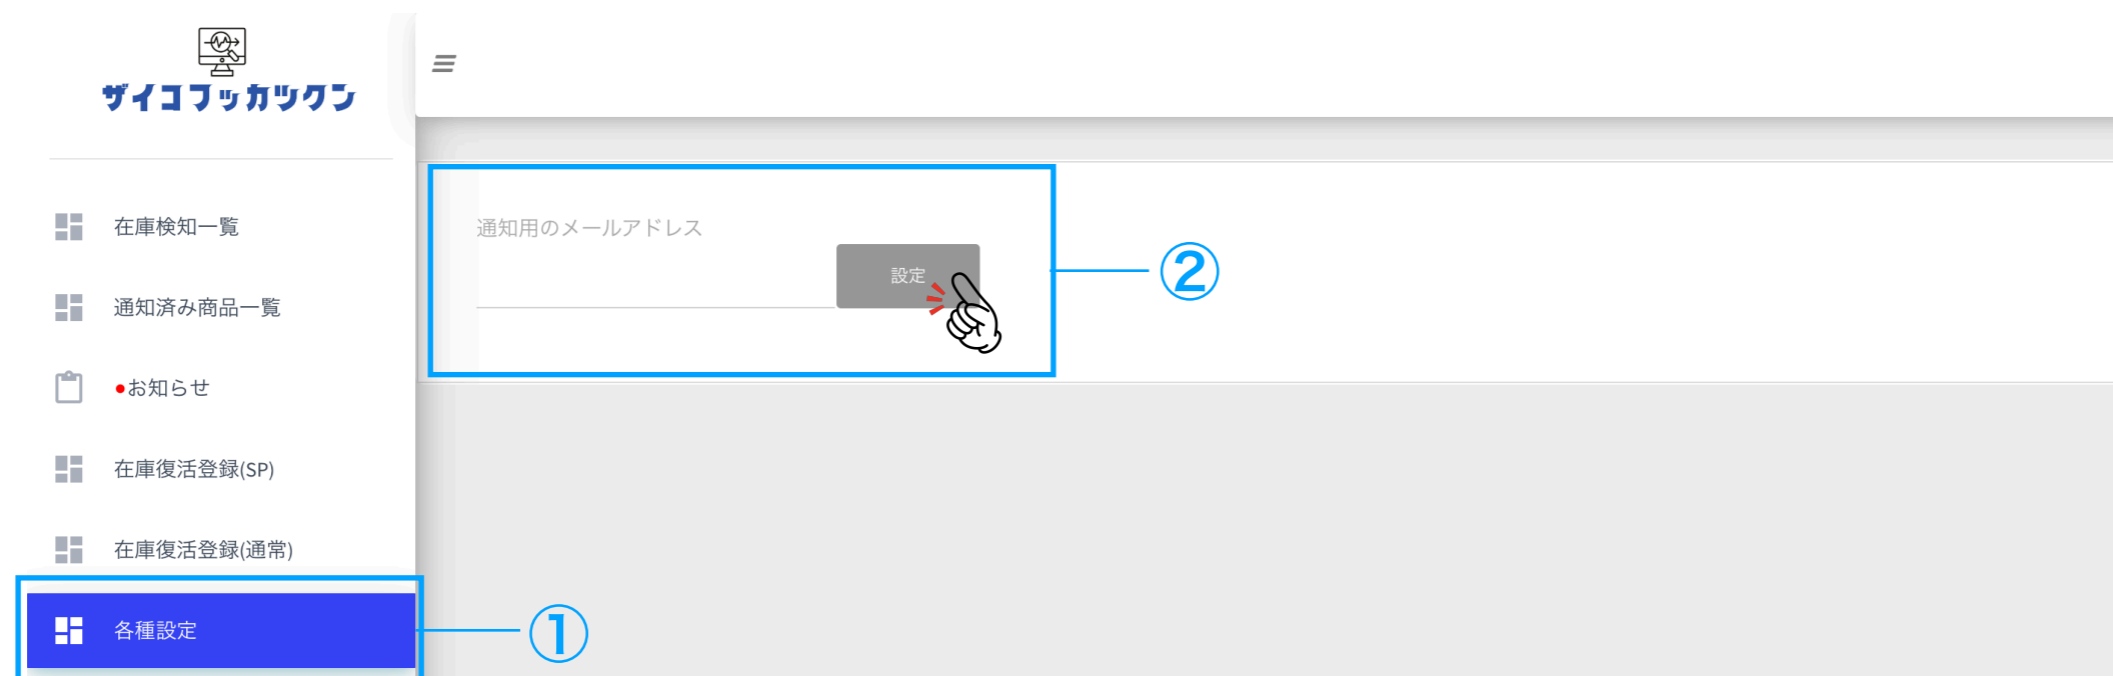 ザイコフッカツクン
在庫検知一覧
通知済み商品一覧
●お知らせ
在庫復活登録(SP)
在庫復活登録(通常)
各種設定
①
通知用のメールアドレス
設定
②